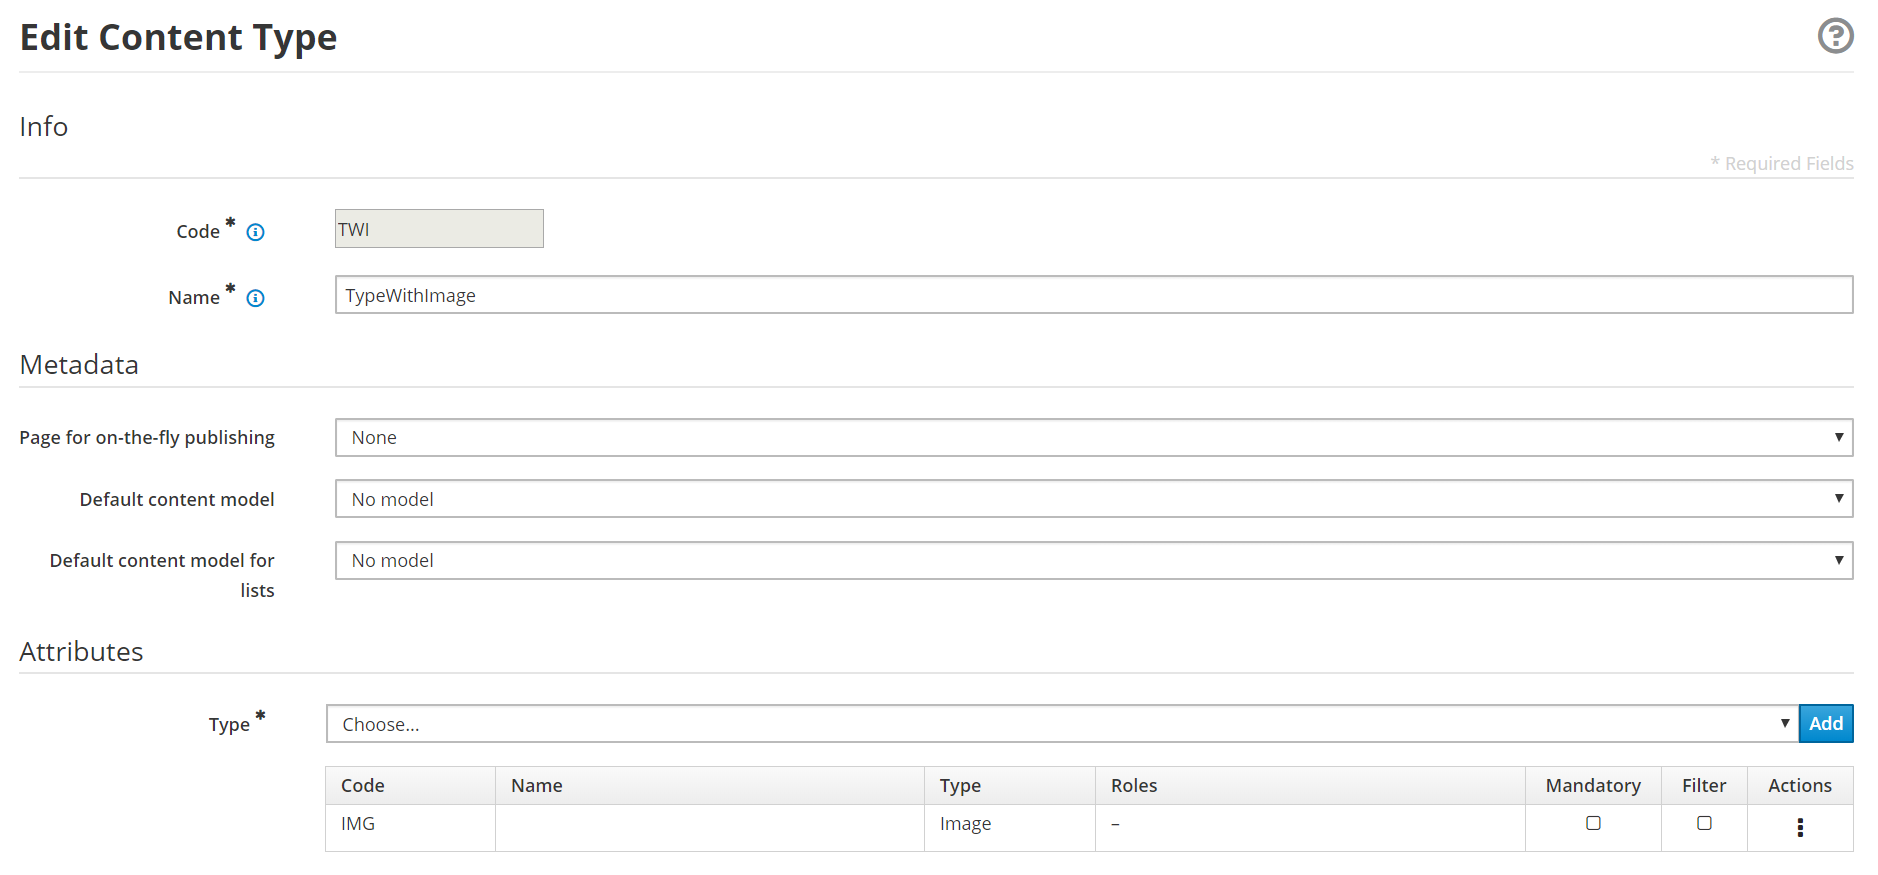 Edit Content Type
Info
* Required Fields
Code *
TWI
Name *
TypeWithImage
Metadata
Page for on-the-fly publishing
None
Default content model
No model
Default content model for
lists
No model
Attributes
Type *
Choose...
Add
Code Name Type Roles Mandatory Filter Actions
IMG Image –